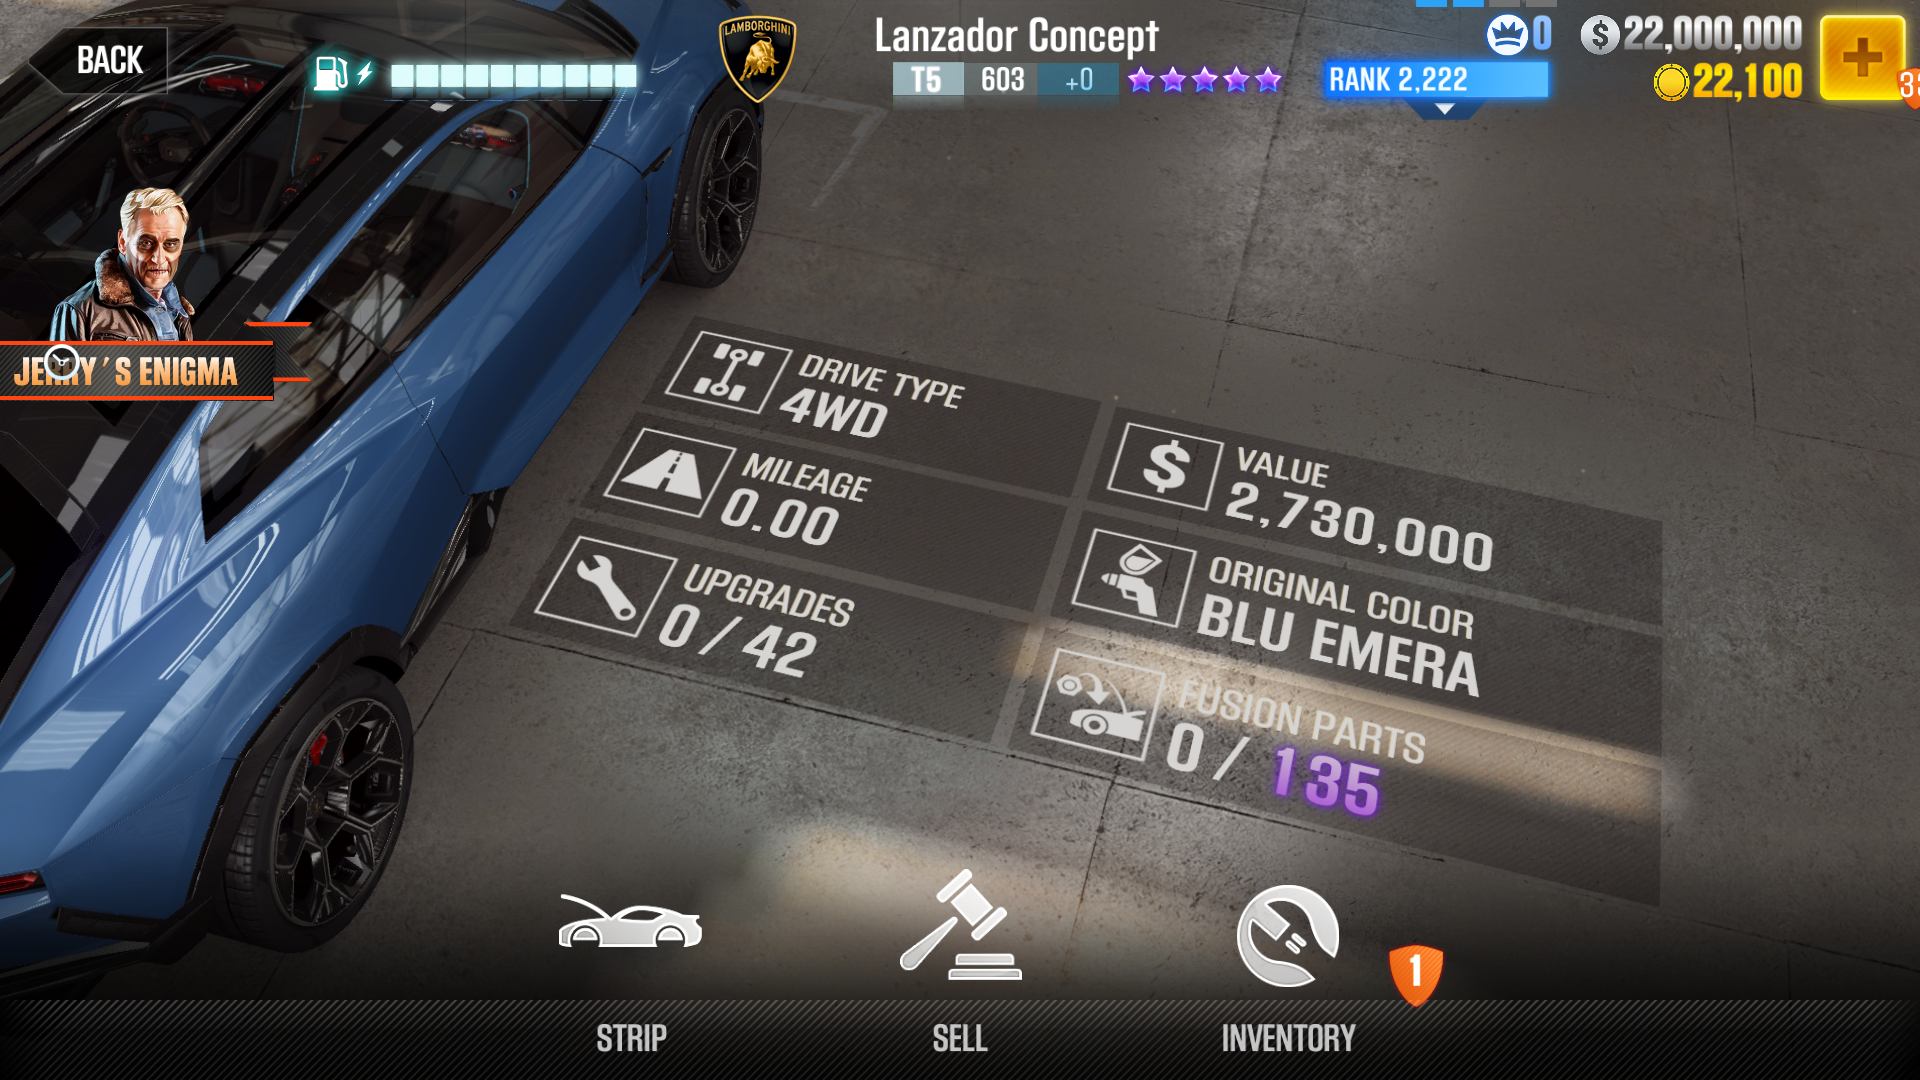 BACK
LAMBORGHINI
Lanzador Concept
T5 603 +0
RANK 2,222
0
$ 22,000,000
22,100
JERRY'S ENIGMA
DRIVE TYPE
4WD
MILEAGE
0.00
UPGRADES
0 / 42
$ VALUE
2,730,000
ORIGINAL COLOR
BLU EMERA
FUSION PARTS
0 / 135
STRIP
SELL
INVENTORY
1